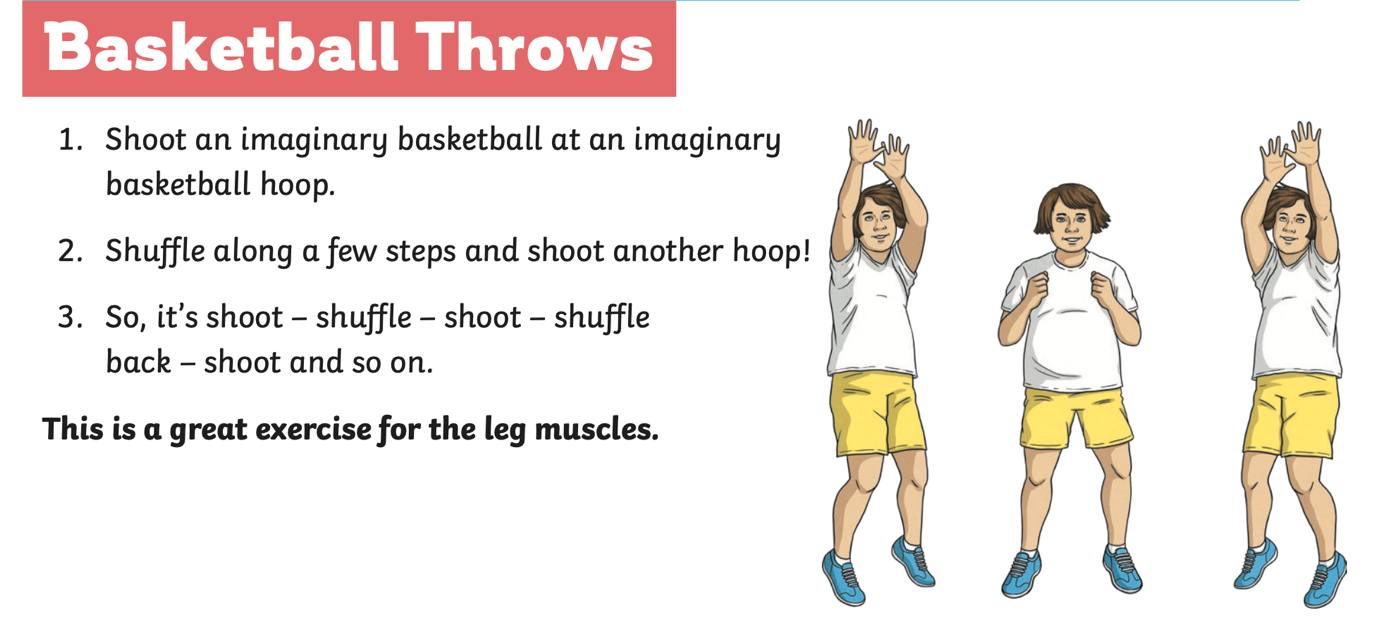 Basketball Throws
1. Shoot an imaginary basketball at an imaginary
basketball hoop.
2. Shuffle along a few steps and shoot another hoop!
3. So, it’s shoot – shuffle – shoot – shuffle
back – shoot and so on.
This is a great exercise for the leg muscles.